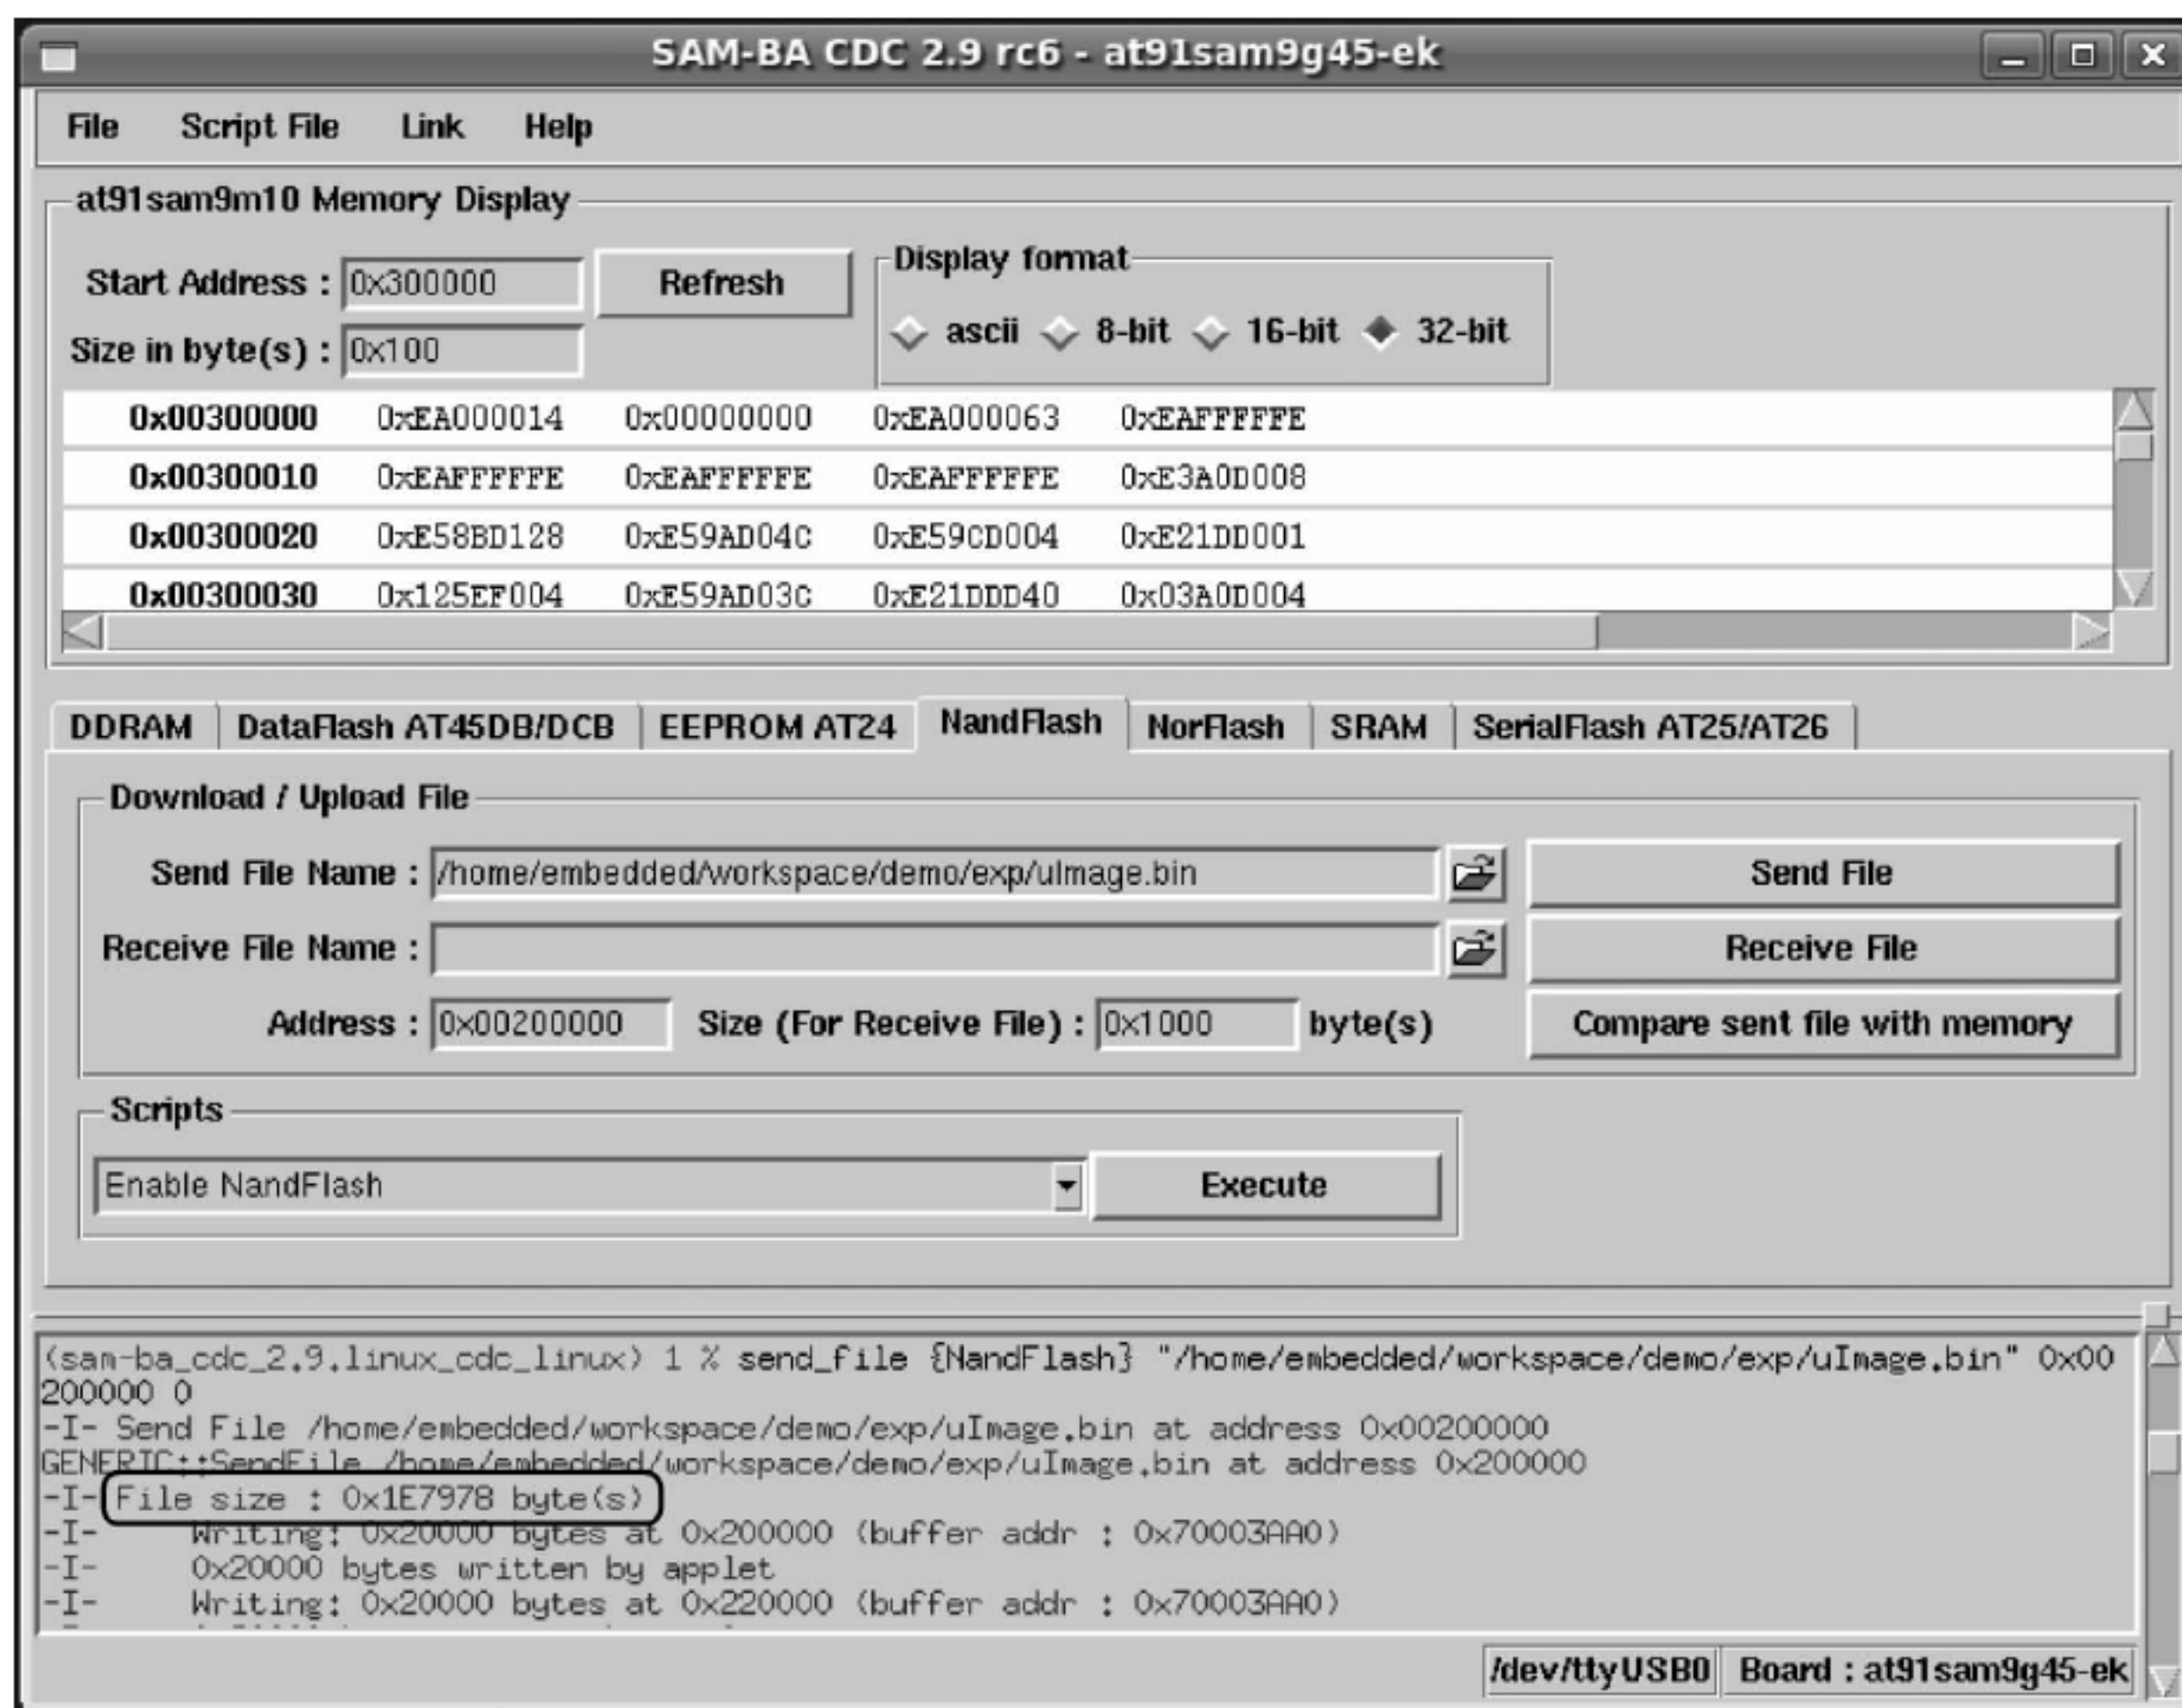 SAM-BA CDC 2.9 rc6 - at91sam9g45-ek
File Script File Link Help
at91sam9m10 Memory Display
Start Address : 0x300000 Refresh
Display format
ascii 8-bit 16-bit 32-bit
Size in byte(s) : 0x100
0x00300000 0xEA000014 0x00000000 0xEA000063 0xEAFFFFFE
0x00300010 0xEAFFFFFE 0xEAFFFFFE 0xEAFFFFFE 0xE3A0D008
0x00300020 0xE58BD128 0xE59AD04C 0xE59CD004 0xE21DD001
0x00300030 0x125EF004 0xE59AD03C 0xE21DDD40 0x03A0D004
DDRAM DataFlash AT45DB/DCB EEPROM AT24 NandFlash NorFlash SRAM SerialFlash AT25/AT26
Download / Upload File
Send File Name : /home/embedded/workspace/demo/exp/uImage.bin Send File
Receive File Name : Receive File
Address : 0x00200000 Size (For Receive File) : 0x1000 byte(s) Compare sent file with memory
Scripts
Enable NandFlash Execute
(sam-ba_cdc_2.9.linux_cdc_linux) 1 % send_file {NandFlash} "/home/embedded/workspace/demo/exp/uImage.bin" 0x00
200000 0
-I- Send File /home/embedded/workspace/demo/exp/uImage.bin at address 0x00200000
GENERIC::SendFile /home/embedded/workspace/demo/exp/uImage.bin at address 0x200000
-I- File size : 0x1E7978 byte(s)
-I- Writing: 0x20000 bytes at 0x200000 (buffer addr : 0x70003AA0)
-I- 0x20000 bytes written by applet
-I- Writing: 0x20000 bytes at 0x220000 (buffer addr : 0x70003AA0)
/dev/ttyUSB0 Board : at91sam9g45-ek